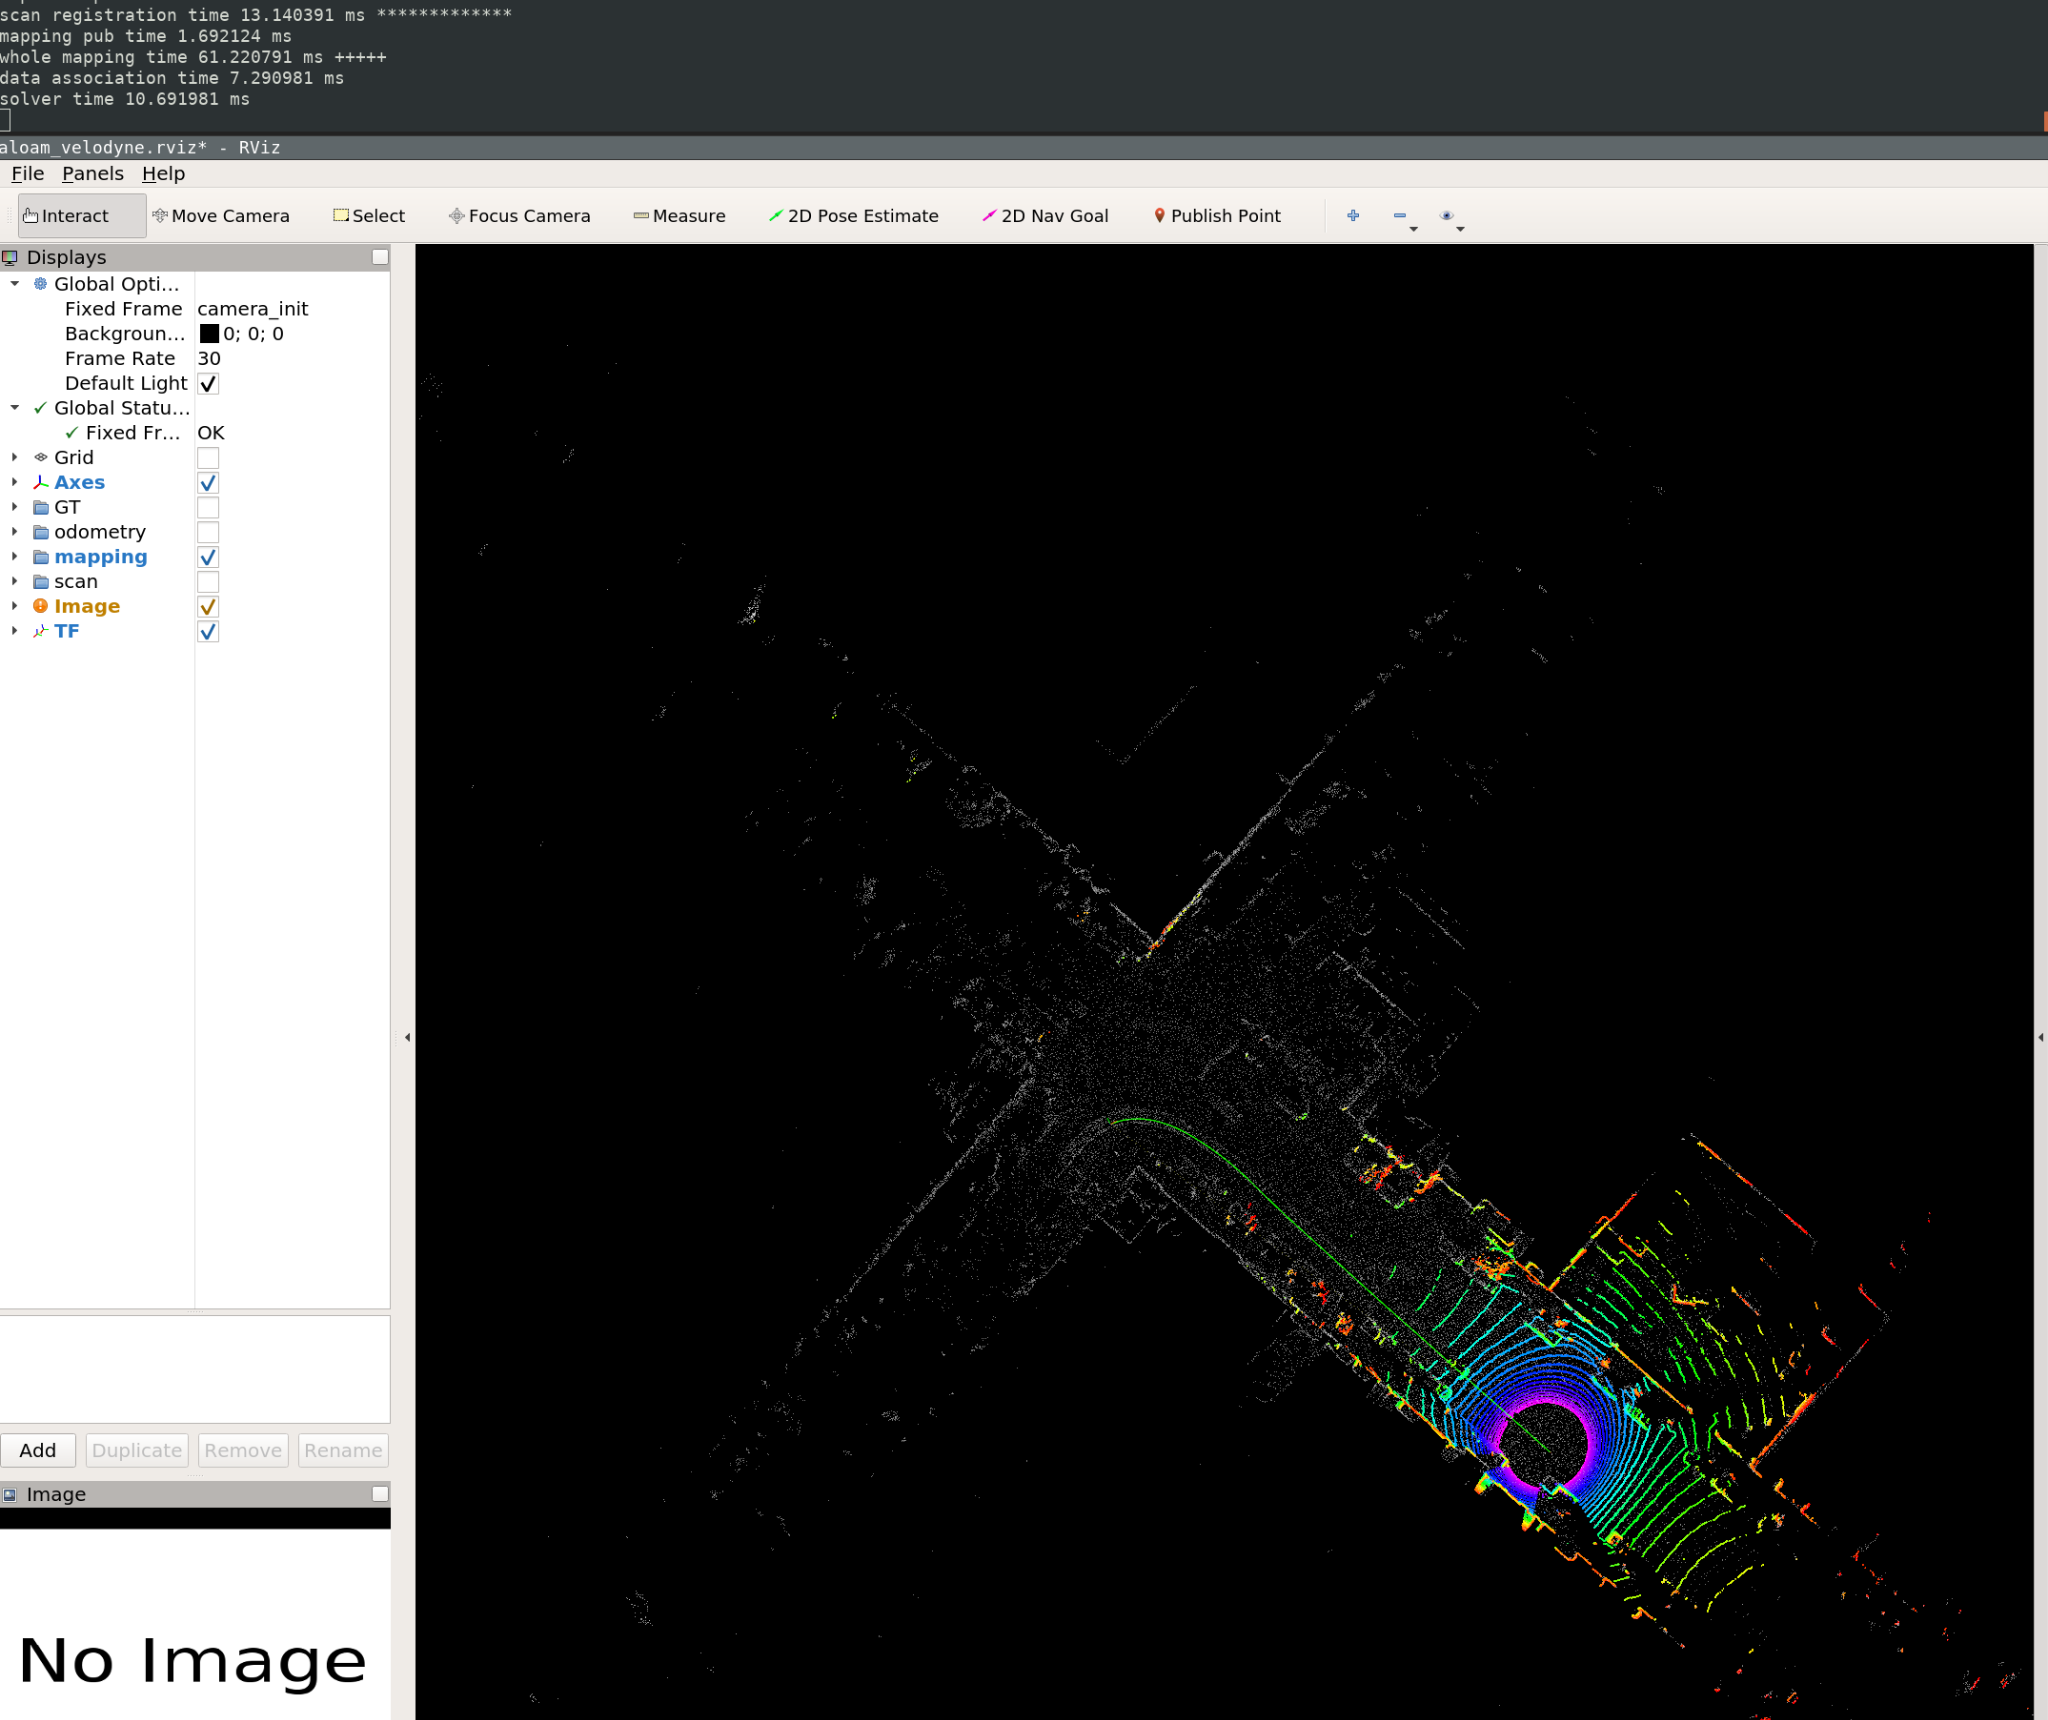 scan registration time 13.140391 ms *************
mapping pub time 1.692124 ms
whole mapping time 61.220791 ms +++++
data association time 7.290981 ms
solver time 10.691981 ms
aloam_velodyne.rviz* - RViz
File Panels Help
Interact Move Camera Select Focus Camera Measure 2D Pose Estimate 2D Nav Goal Publish Point
Displays
Global Opti...
Fixed Frame camera_init
Backgroun... 0; 0; 0
Frame Rate 30
Default Light
Global Statu...
Fixed Fr... OK
Grid
Axes
GT
odometry
mapping
scan
Image
TF
Add Duplicate Remove Rename
Image
No Image